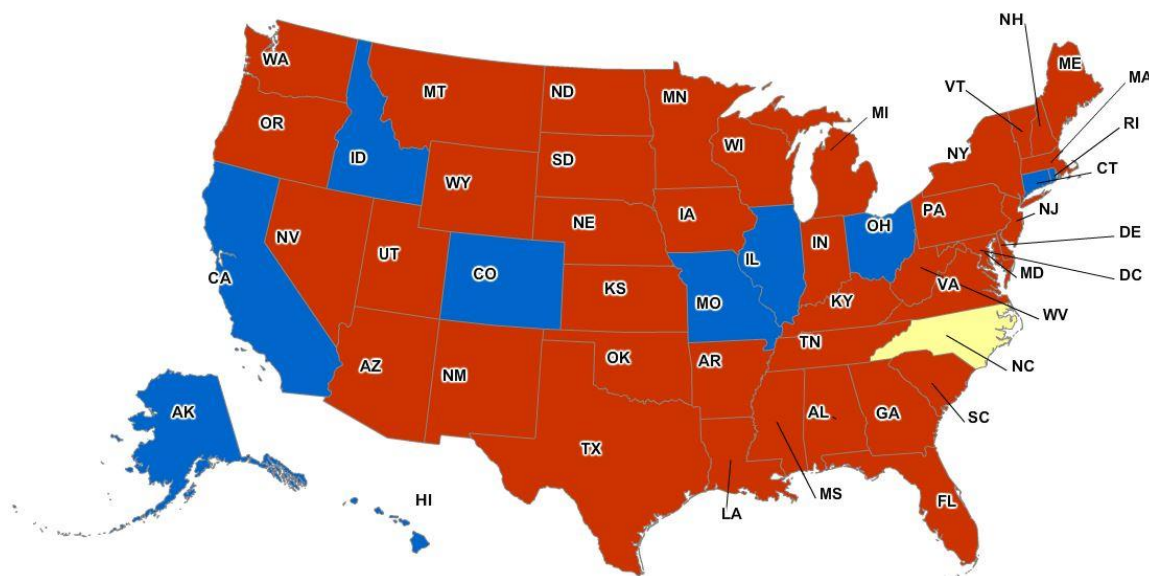 NH
WA
ME
MA
MT
ND
MN
VT
MI
RI
OR
WI
ID
SD
NY
CT
WY
IA
PA
NJ
NE
OH
DE
NV
IN
UT
IL
MD
DC
CA
CO
VA
KS
MO
KY
WV
TN
OK
AR
NC
AZ
NM
AK
AL
GA
SC
TX
HI
MS
FL
LA